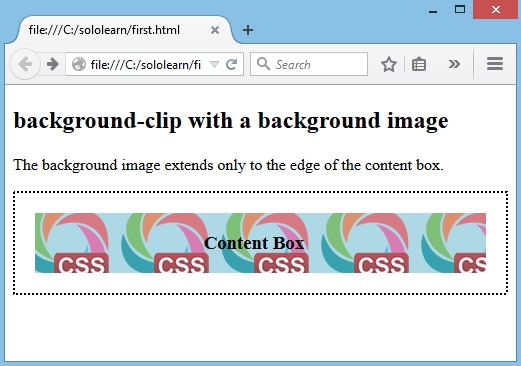 file:///C:/sololearn/first.html
file:///C:/sololearn/fi
Search
background-clip with a background image
The background image extends only to the edge of the content box.
Content Box
CSS CSS CSS CSS CSS